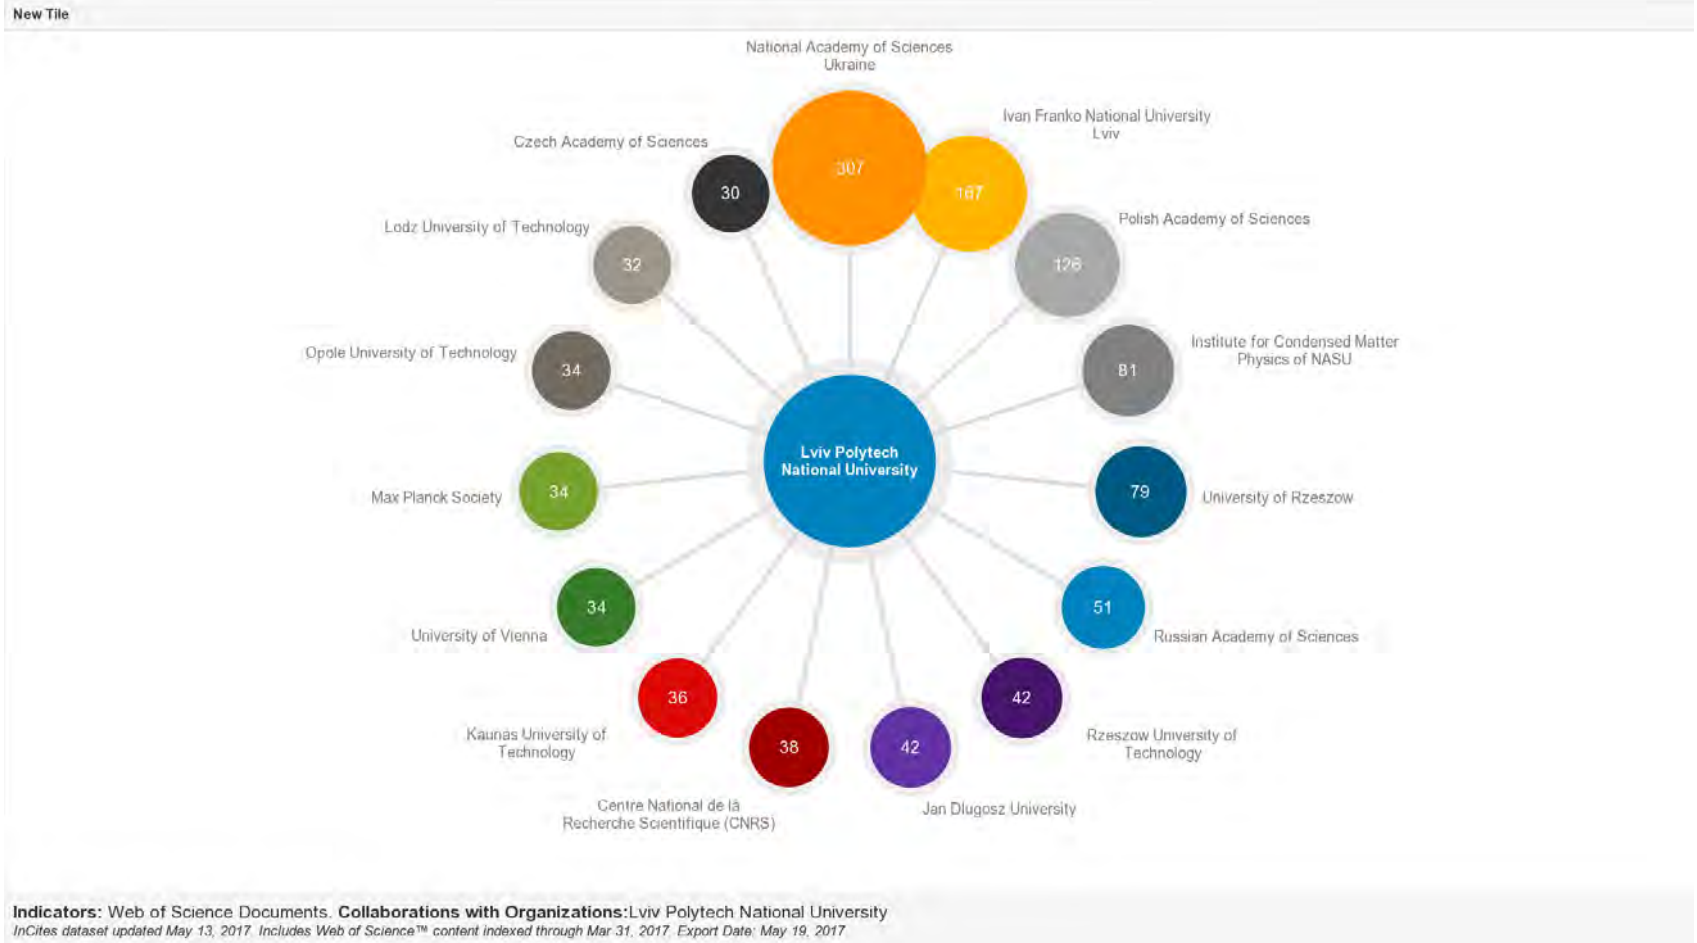 New Tile
National Academy of Sciences
Ukraine
307
Ivan Franko National University
Lviv
167
Polish Academy of Sciences
126
Institute for Condensed Matter
Physics of NASU
81
University of Rzeszow
79
Russian Academy of Sciences
51
Rzeszow University of
Technology
42
Jan Dlugosz University
42
Centre National de la
Recherche Scientifique (CNRS)
38
Kaunas University of
Technology
36
University of Vienna
34
Max Planck Society
34
Opole University of Technology
34
Lodz University of Technology
32
Czech Academy of Sciences
30
Lviv Polytech
National University
Indicators: Web of Science Documents. Collaborations with Organizations:Lviv Polytech National University
InCites dataset updated May 13, 2017. Includes Web of Science™ content indexed through Mar 31, 2017. Export Date: May 19, 2017.